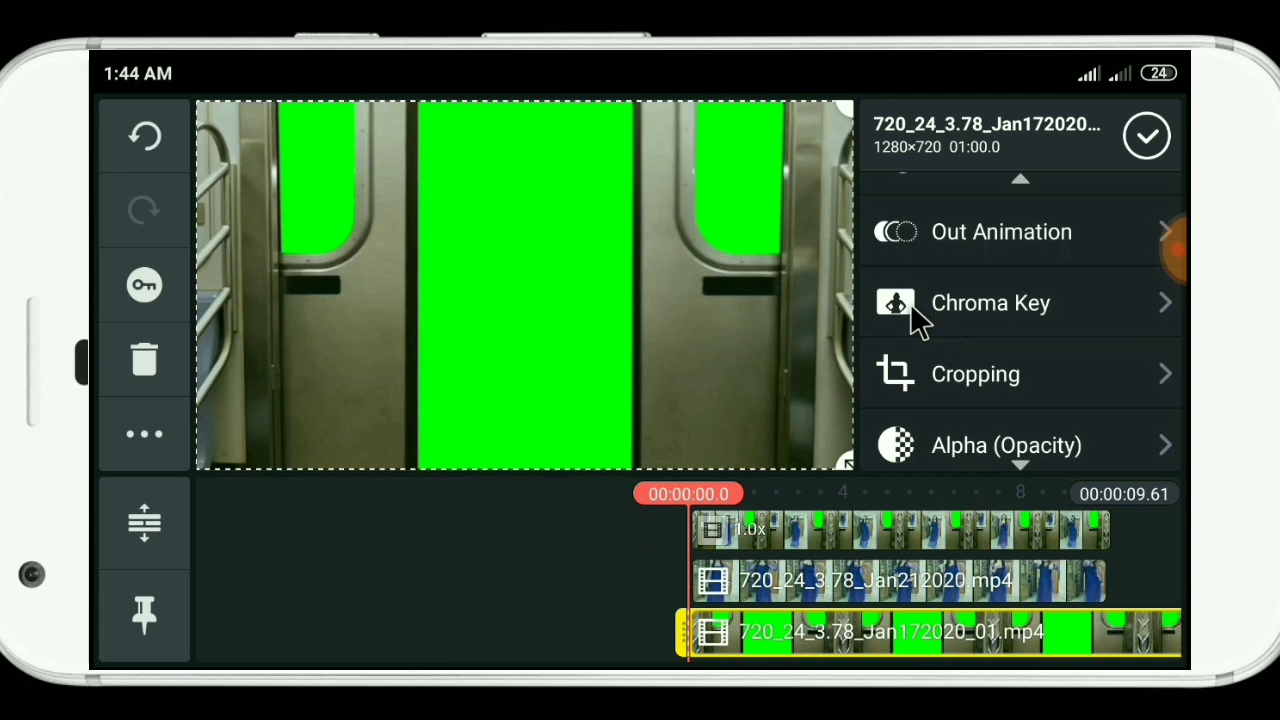 1:44 AM
24
720_24_3.78_Jan172020...
1280×720 01:00.0
Out Animation
Chroma Key
Cropping
Alpha (Opacity)
00:00:00.0
4
8
00:00:09.61
1.0x
720_24_3.78_Jan212020.mp4
720_24_3.78_Jan172020_01.mp4